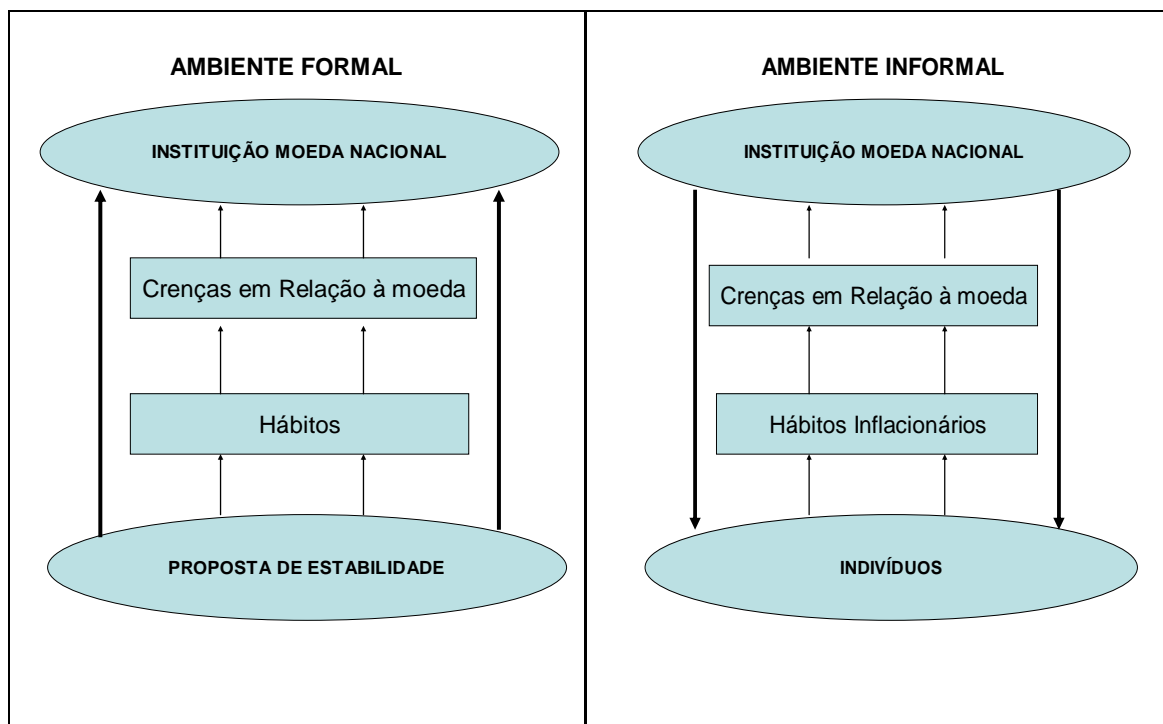 AMBIENTE FORMAL
INSTITUIÇÃO MOEDA NACIONAL
Crenças em Relação à moeda
Hábitos
PROPOSTA DE ESTABILIDADE
AMBIENTE INFORMAL
INSTITUIÇÃO MOEDA NACIONAL
Crenças em Relação à moeda
Hábitos Inflacionários
INDIVÍDUOS